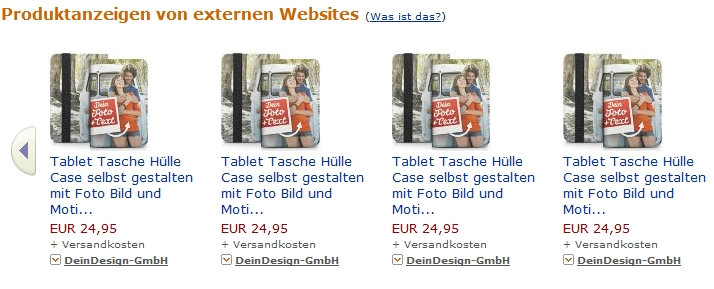 Produktanzeigen von externen Websites (Was ist das?)
Dein Foto +Text
Dein Foto +Text
Dein Foto +Text
Dein Foto +Text
Tablet Tasche Hülle
Case selbst gestalten
mit Foto Bild und
Moti...
EUR 24,95
+ Versandkosten
DeinDesign-GmbH
Tablet Tasche Hülle
Case selbst gestalten
mit Foto Bild und
Moti...
EUR 24,95
+ Versandkosten
DeinDesign-GmbH
Tablet Tasche Hülle
Case selbst gestalten
mit Foto Bild und
Moti...
EUR 24,95
+ Versandkosten
DeinDesign-GmbH
Tablet Tasche Hülle
Case selbst gestalten
mit Foto Bild und
Moti...
EUR 24,95
+ Versandkosten
DeinDesign-GmbH